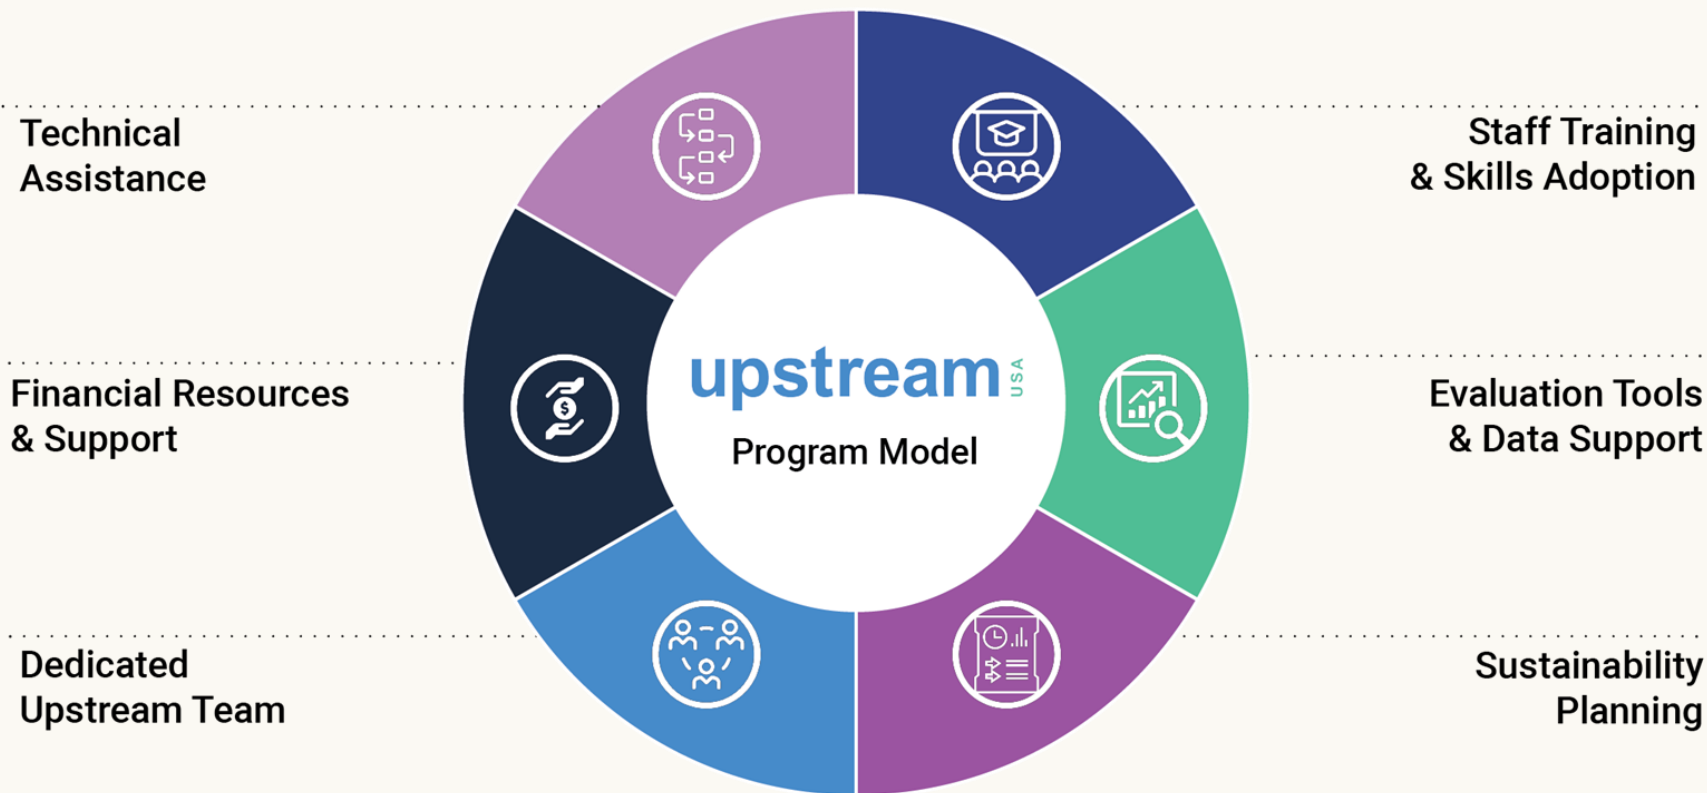 Technical
Assistance
Financial Resources
& Support
Dedicated
Upstream Team
upstream USA
Program Model
$
Staff Training
& Skills Adoption
Evaluation Tools
& Data Support
Sustainability
Planning